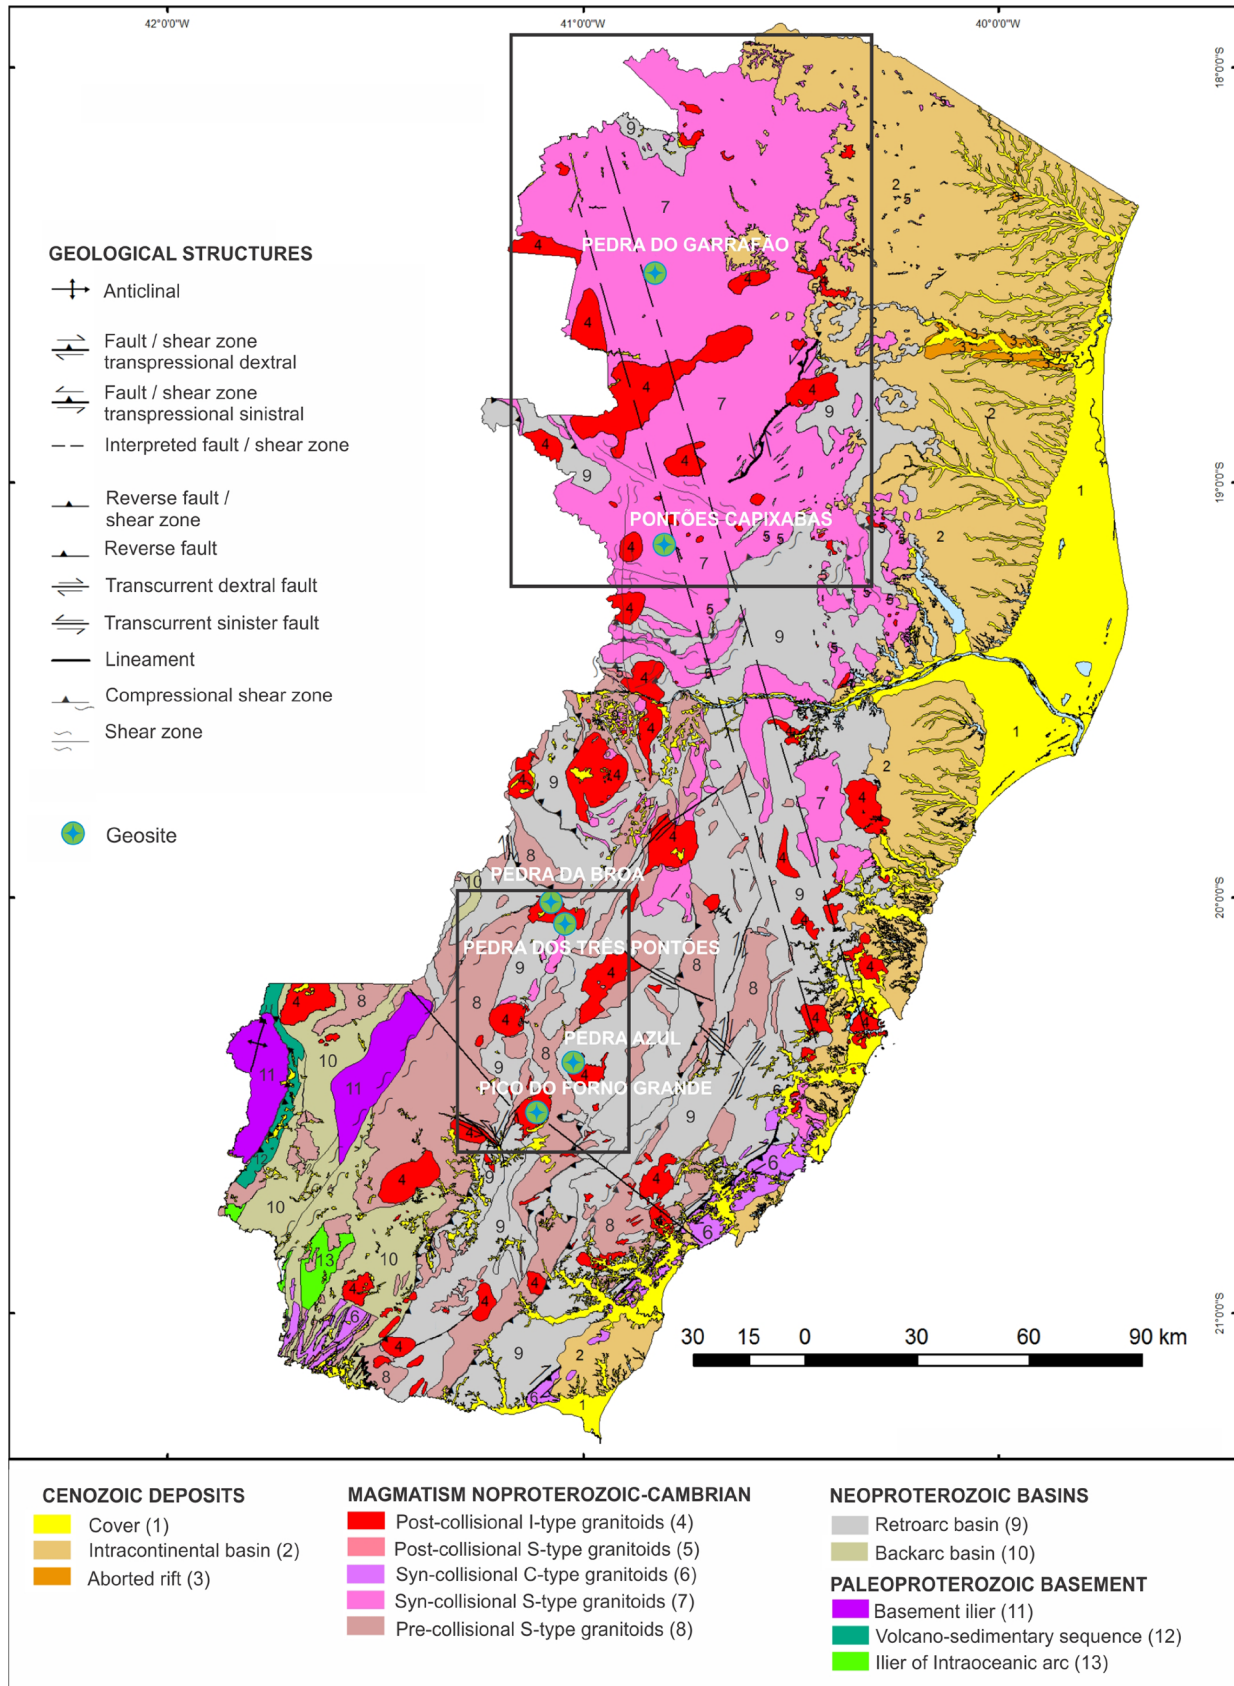 42°0'0"W
41°0'0"W
40°0'0"W
18°0'0"S
19°0'0"S
20°0'0"S
21°0'0"S
GEOLOGICAL STRUCTURES
Anticlinal
Fault / shear zone
transpressional dextral
Fault / shear zone
transpressional sinistral
Interpreted fault / shear zone
Reverse fault /
shear zone
Reverse fault
Transcurrent dextral fault
Transcurrent sinister fault
Lineament
Compressional shear zone
Shear zone
Geosite
PEDRA DO GARRAFÃO
PONTÕES CAPIXABAS
PEDRA DA BROA
PEDRA DOS TRÊS PONTÕES
PEDRA AZUL
PICO DO FORNO GRANDE
30 15 0 30 60 90 km
CENOZOIC DEPOSITS
Cover (1)
Intracontinental basin (2)
Aborted rift (3)
MAGMATISM NOPROTEROZOIC-CAMBRIAN
Post-collisional I-type granitoids (4)
Post-collisional S-type granitoids (5)
Syn-collisional C-type granitoids (6)
Syn-collisional S-type granitoids (7)
Pre-collisional S-type granitoids (8)
NEOPROTEROZOIC BASINS
Retroarc basin (9)
Backarc basin (10)
PALEOPROTEROZOIC BASEMENT
Basement ilier (11)
Volcano-sedimentary sequence (12)
Ilier of Intraoceanic arc (13)